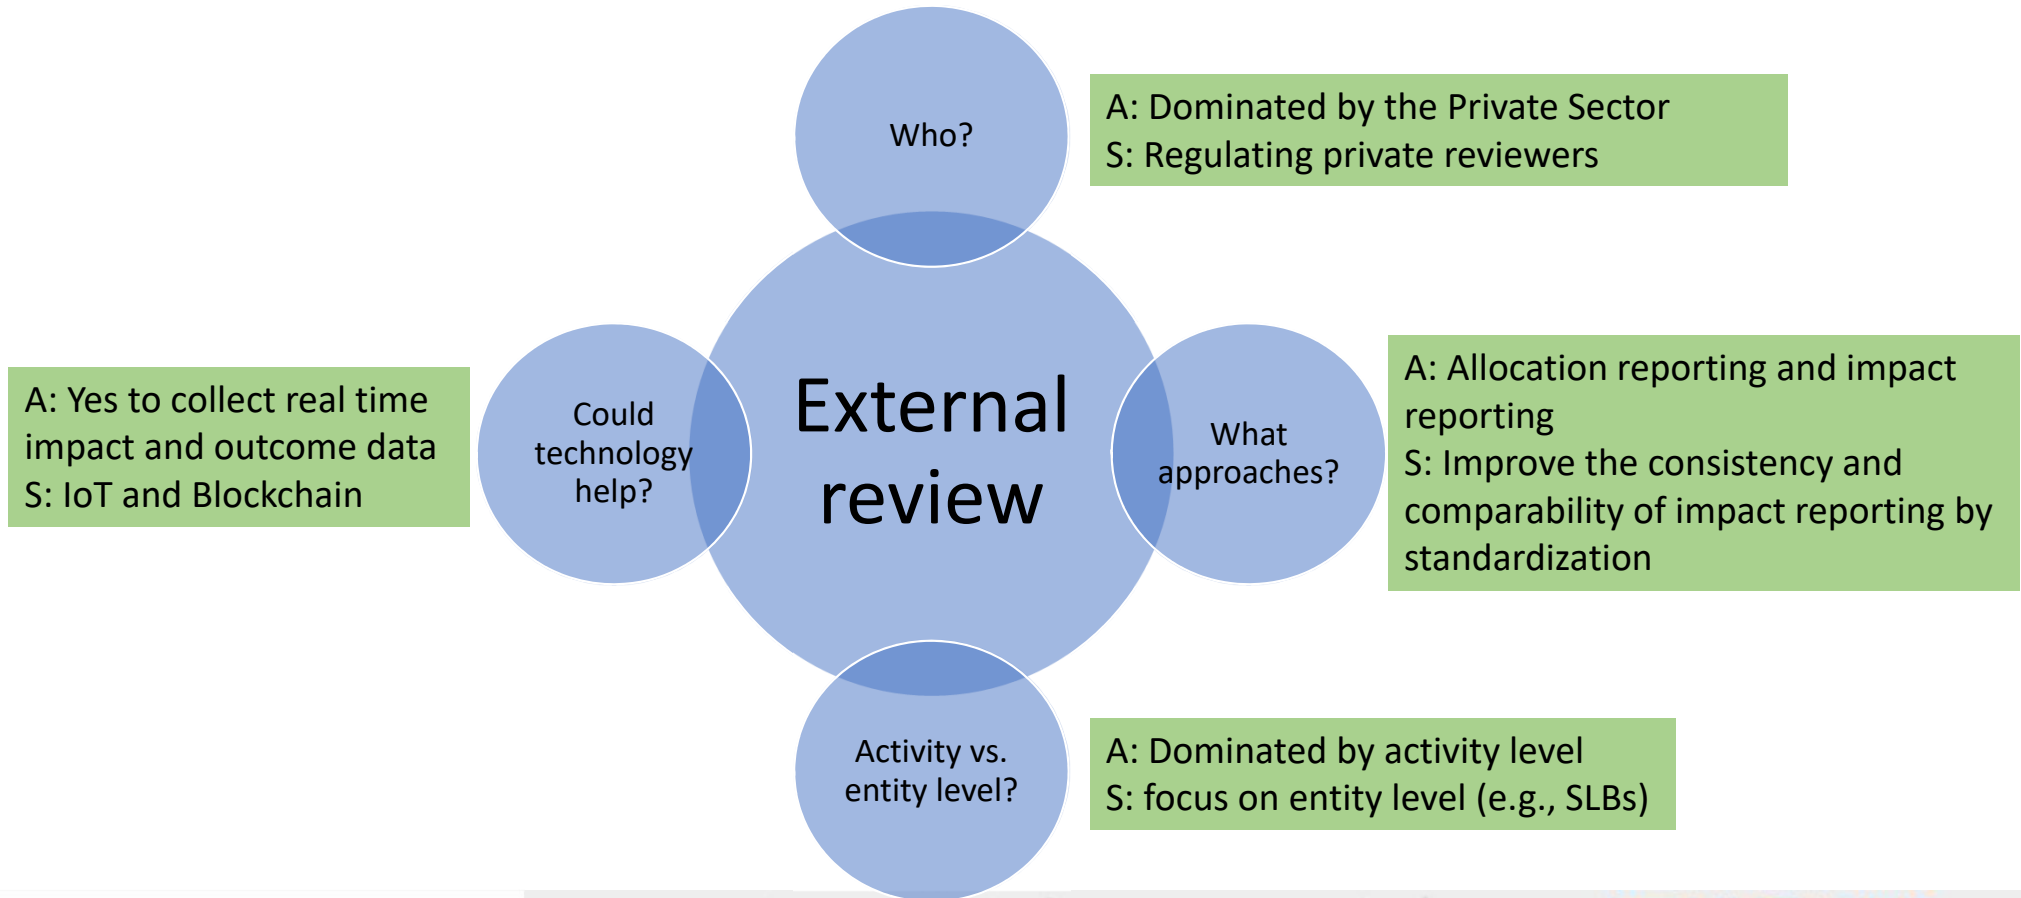 Who?
A: Dominated by the Private Sector
S: Regulating private reviewers
A: Yes to collect real time
impact and outcome data
S: IoT and Blockchain
Could
technology
help?
External
review
What
approaches?
A: Allocation reporting and impact
reporting
S: Improve the consistency and
comparability of impact reporting by
standardization
Activity vs.
entity level?
A: Dominated by activity level
S: focus on entity level (e.g., SLBs)